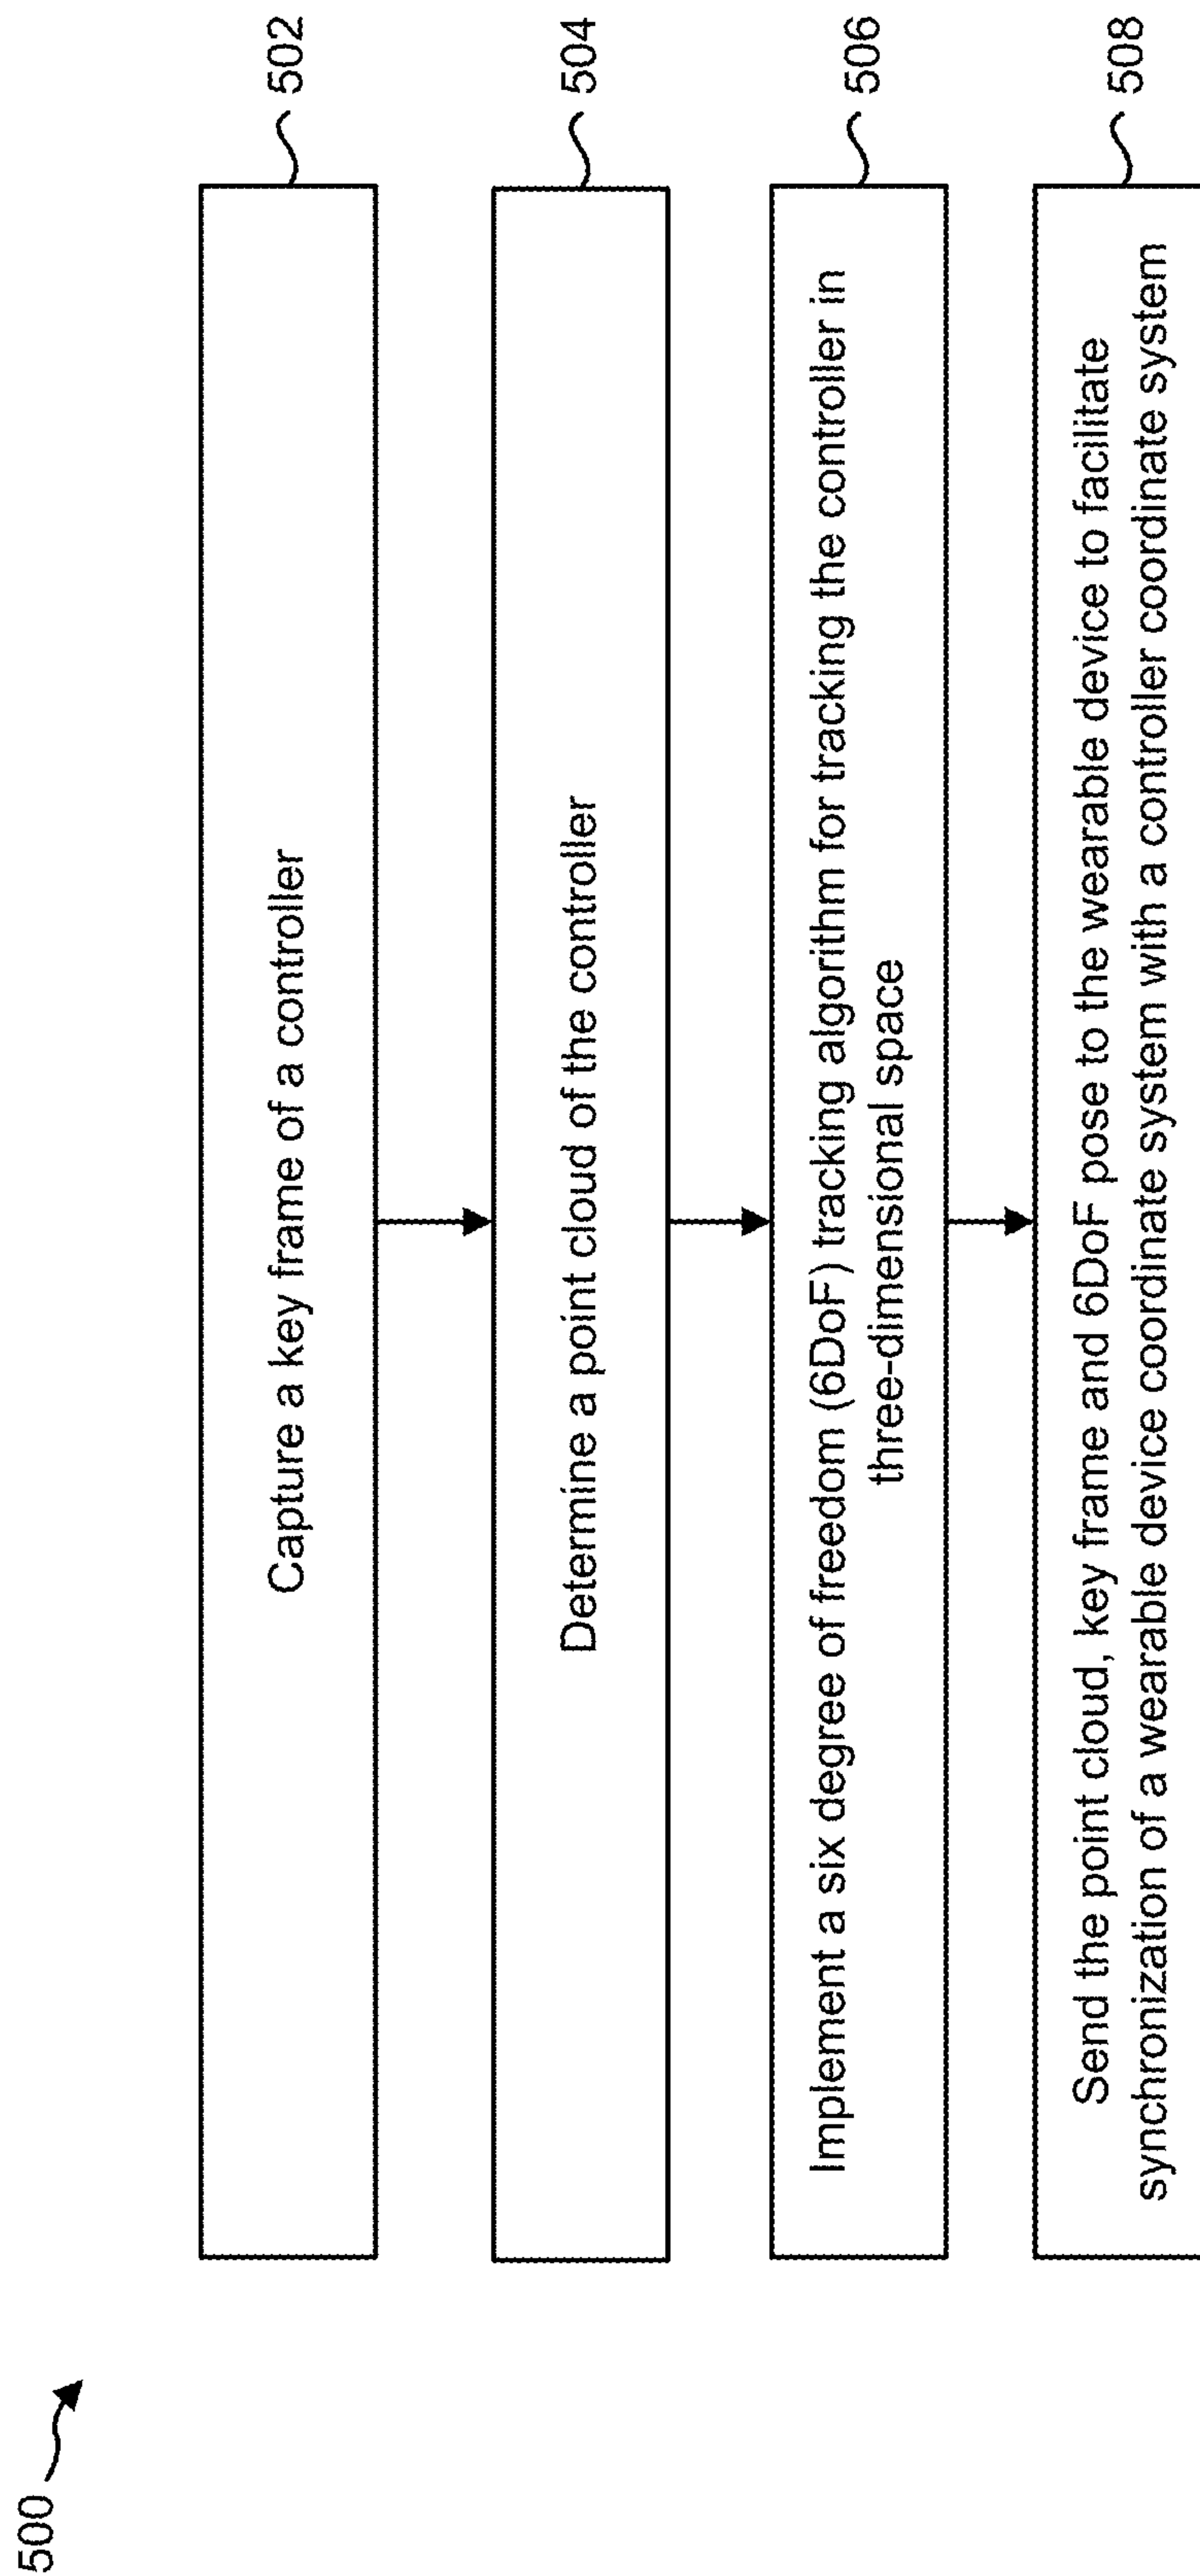 500
Capture a key frame of a controller
502
Determine a point cloud of the controller
504
Implement a six degree of freedom (6DoF) tracking algorithm for tracking the controller in
three-dimensional space
506
Send the point cloud, key frame and 6DoF pose to the wearable device to facilitate
synchronization of a wearable device coordinate system with a controller coordinate system
508